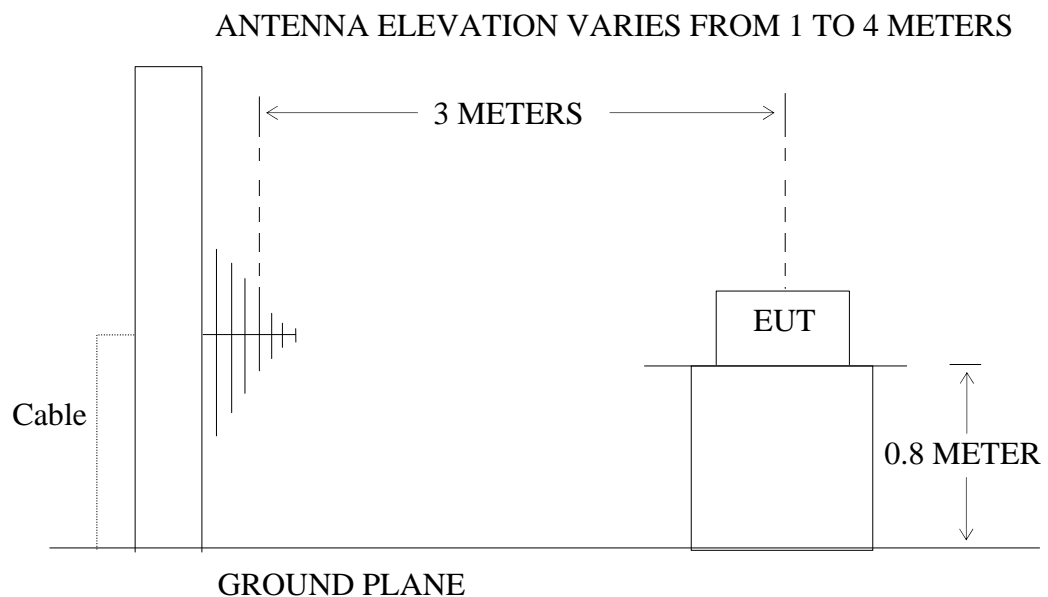 ANTENNA ELEVATION VARIES FROM 1 TO 4 METERS
3 METERS
EUT
Cable
0.8 METER
GROUND PLANE